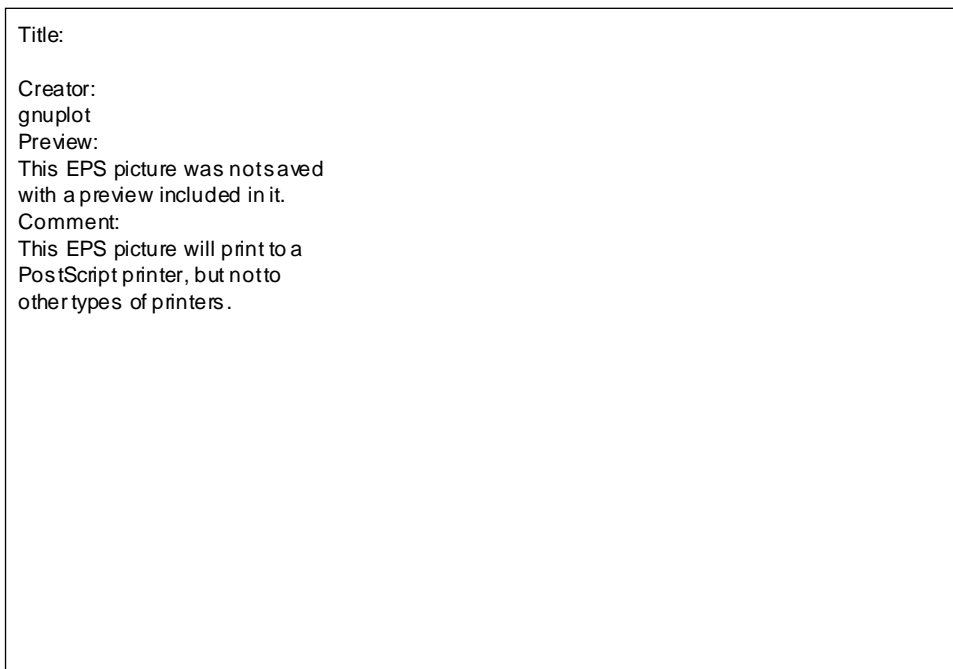 Title:
Creator:
gnuplot
Preview:
This EPS picture was not saved
with a preview included in it.
Comment:
This EPS picture will print to a
PostScript printer, but not to
other types of printers.